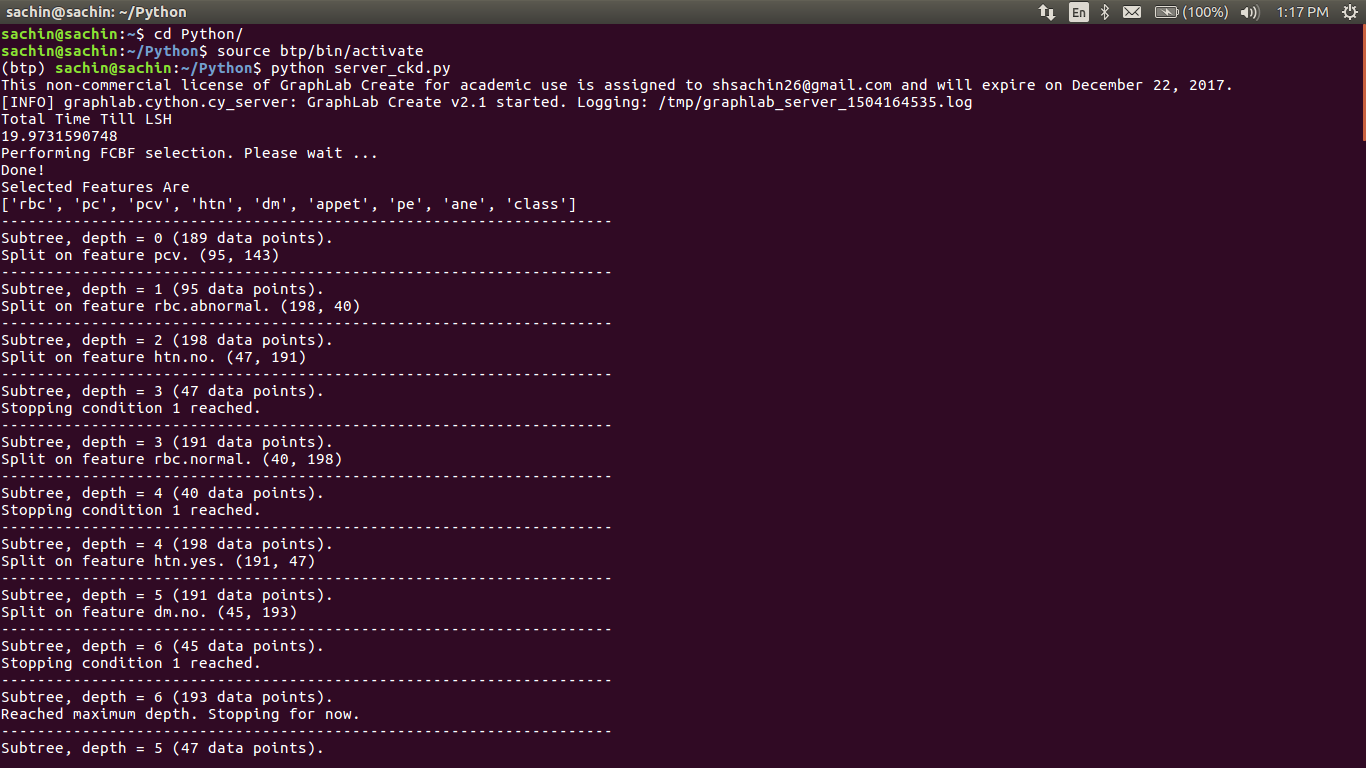 sachin@sachin: ~/Python
En (100%) 1:17 PM
sachin@sachin:~$ cd Python/
sachin@sachin:~/Python$ source btp/bin/activate
(btp) sachin@sachin:~/Python$ python server_ckd.py
This non-commercial license of GraphLab Create for academic use is assigned to shsachin26@gmail.com and will expire on December 22, 2017.
[INFO] graphlab.cython.cy_server: GraphLab Create v2.1 started. Logging: /tmp/graphlab_server_1504164535.log
Total Time Till LSH
19.9731590748
Performing FCBF selection. Please wait ...
Done!
Selected Features Are
['rbc', 'pc', 'pcv', 'htn', 'dm', 'appet', 'pe', 'ane', 'class']
--------------------------------------------------------------------
Subtree, depth = 0 (189 data points).
Split on feature pcv. (95, 143)
--------------------------------------------------------------------
Subtree, depth = 1 (95 data points).
Split on feature rbc.abnormal. (198, 40)
--------------------------------------------------------------------
Subtree, depth = 2 (198 data points).
Split on feature htn.no. (47, 191)
--------------------------------------------------------------------
Subtree, depth = 3 (47 data points).
Stopping condition 1 reached.
--------------------------------------------------------------------
Subtree, depth = 3 (191 data points).
Split on feature rbc.normal. (40, 198)
--------------------------------------------------------------------
Subtree, depth = 4 (40 data points).
Stopping condition 1 reached.
--------------------------------------------------------------------
Subtree, depth = 4 (198 data points).
Split on feature htn.yes. (191, 47)
--------------------------------------------------------------------
Subtree, depth = 5 (191 data points).
Split on feature dm.no. (45, 193)
--------------------------------------------------------------------
Subtree, depth = 6 (45 data points).
Stopping condition 1 reached.
--------------------------------------------------------------------
Subtree, depth = 6 (193 data points).
Reached maximum depth. Stopping for now.
--------------------------------------------------------------------
Subtree, depth = 5 (47 data points).